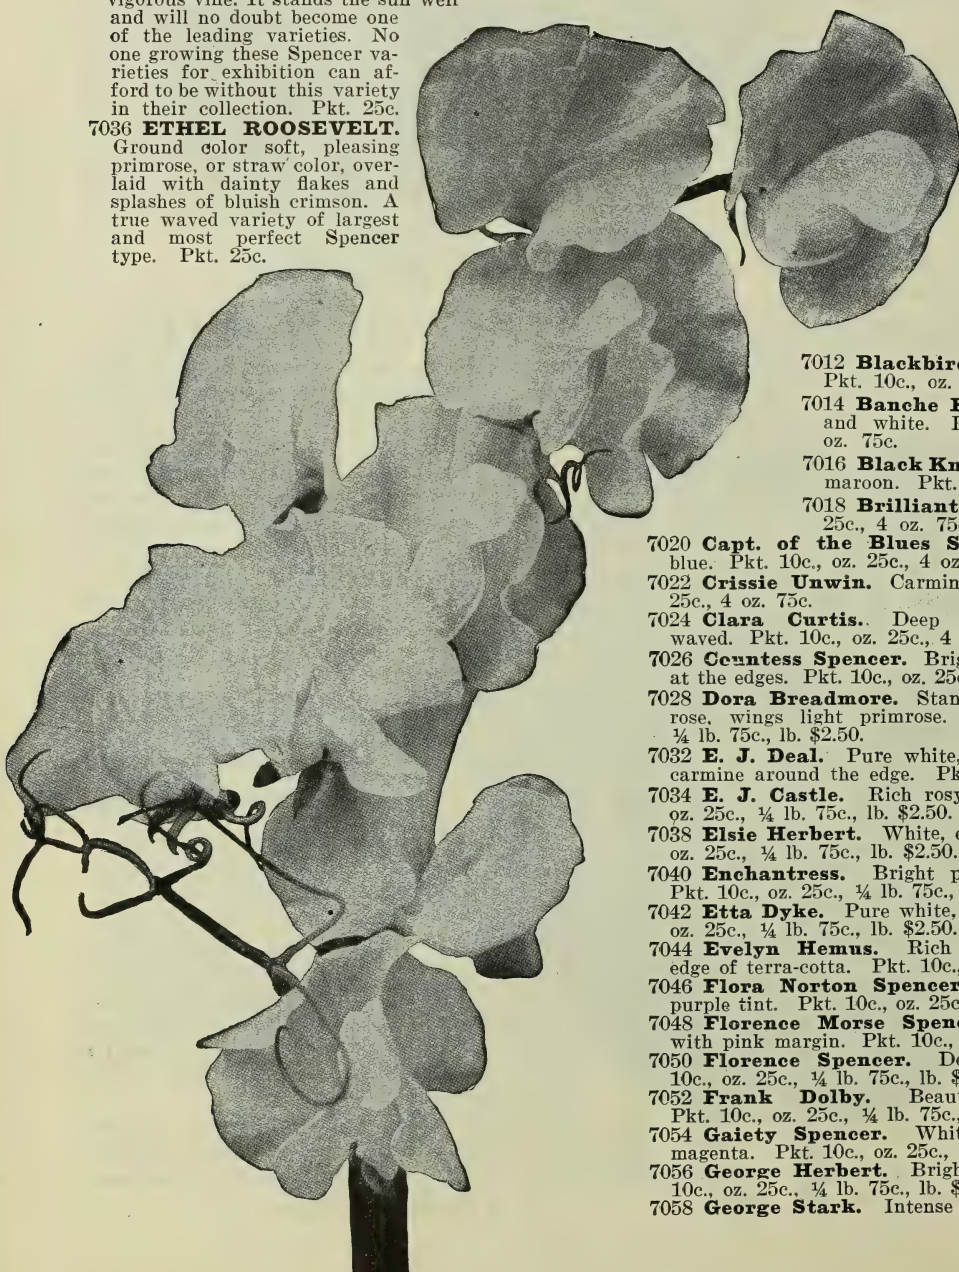 vigorous vine. It stands the sun well
and will no doubt become one
of the leading varieties. No
one growing these Spencer va-
rieties for exhibition can af-
ford to be without this variety
in their collection. Pkt. 25c.
7036 ETHEL ROOSEVELT.
Ground color soft, pleasing
primrose, or straw color, over-
laid with dainty flakes and
splashes of bluish crimson. A
true waved variety of largest
and most perfect Spencer
type. Pkt. 25c.
7012 Blackbird
Pkt. 10c., oz.
7014 Banche
and white.
oz. 75c.
7016 Black Kn
maroon. Pkt.
7018 Brilliant
25c., 4 oz. 75
7020 Capt. of the Blues S
blue. Pkt. 10c., oz. 25c., 4 oz
7022 Crissie Unwin. Carmin
25c., 4 oz. 75c.
7024 Clara Curtis. Deep
waved. Pkt. 10c., oz. 25c., 4
7026 Countess Spencer. Brig
at the edges. Pkt. 10c., oz. 25c
7028 Dora Breadmore. Stan
rose, wings light primrose.
¼ lb. 75c., lb. $2.50.
7032 E. J. Deal. Pure white,
carmine around the edge. Pk
7034 E. J. Castle. Rich rosy
oz. 25c., ¼ lb. 75c., lb. $2.50.
7038 Elsie Herbert. White, e
oz. 25c., ¼ lb. 75c., lb. $2.50.
7040 Enchantress. Bright p
Pkt. 10c., oz. 25c., ¼ lb. 75c.,
7042 Etta Dyke. Pure white,
oz. 25c., ¼ lb. 75c., lb. $2.50.
7044 Evelyn Hemus. Rich
edge of terra-cotta. Pkt. 10c.,
7046 Flora Norton Spencer
purple tint. Pkt. 10c., oz. 25c
7048 Florence Morse Spenc
with pink margin. Pkt. 10c.,
7050 Florence Spencer. De
10c., oz. 25c., ¼ lb. 75c., lb. $
7052 Frank Dolby. Beau
Pkt. 10c., oz. 25c., ¼ lb. 75c.,
7054 Gaiety Spencer. Whit
magenta. Pkt. 10c., oz. 25c.,
7056 George Herbert. Brigh
10c., oz. 25c., ¼ lb. 75c., lb. $
7058 George Stark. Intense